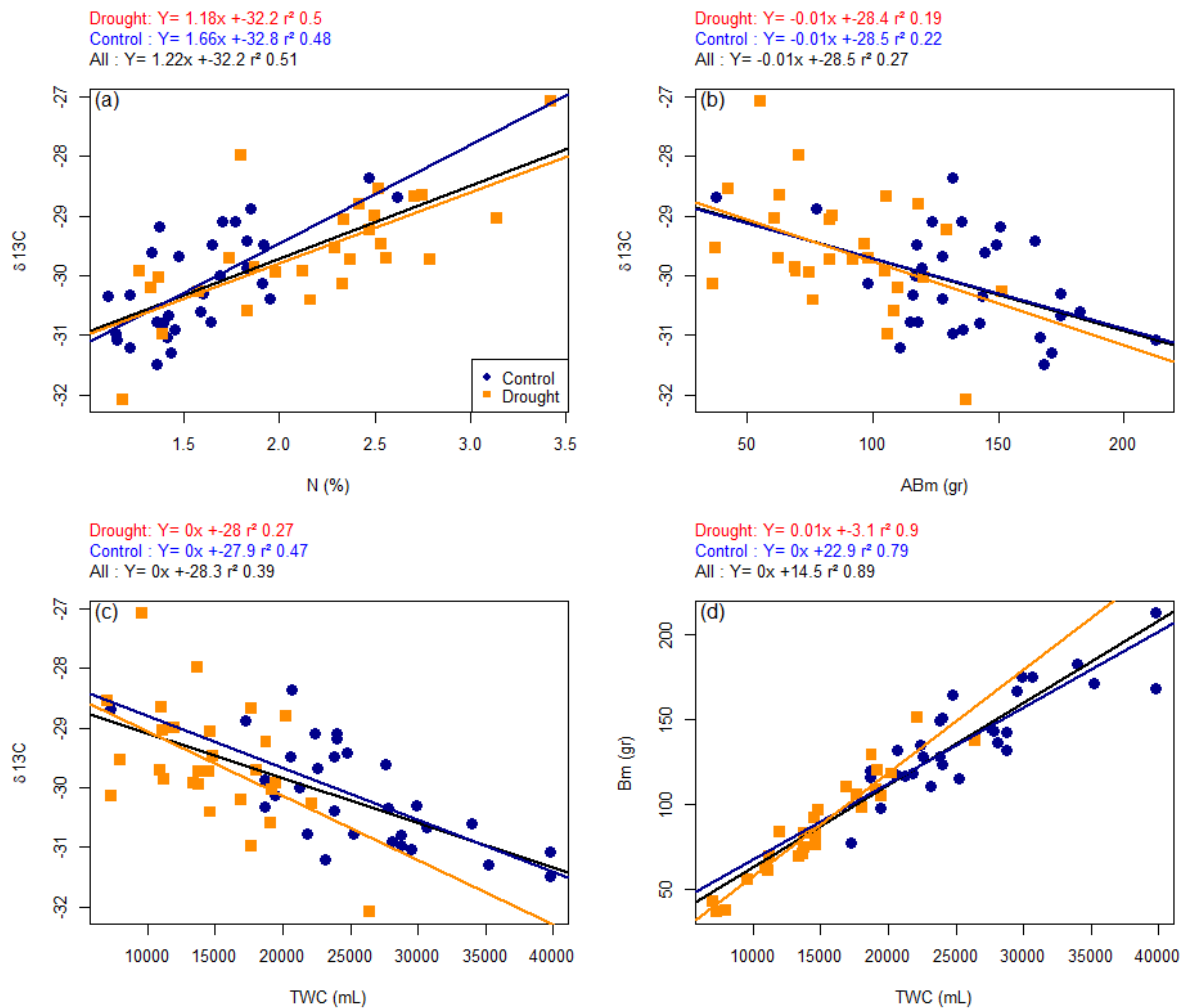 Drought: Y= 1.18x +-32.2 r² 0.5
Control : Y= 1.66x +-32.8 r² 0.48
All : Y= 1.22x +-32.2 r² 0.51
(a)
δ 13C
-27
-28
-29
-30
-31
-32
Control
Drought
1.5 2.0 2.5 3.0 3.5
N (%)
Drought: Y= -0.01x +-28.4 r² 0.19
Control : Y= -0.01x +-28.5 r² 0.22
All : Y= -0.01x +-28.5 r² 0.27
(b)
δ 13C
-27
-28
-29
-30
-31
-32
50 100 150 200
ABm (gr)
Drought: Y= 0x +-28 r² 0.27
Control : Y= 0x +-27.9 r² 0.47
All : Y= 0x +-28.3 r² 0.39
(c)
δ 13C
-27
-28
-29
-30
-31
-32
10000 15000 20000 25000 30000 35000 40000
TWC (mL)
Drought: Y= 0.01x +-3.1 r² 0.9
Control : Y= 0x +22.9 r² 0.79
All : Y= 0x +14.5 r² 0.89
(d)
Bm (gr)
200
150
100
50
10000 15000 20000 25000 30000 35000 40000
TWC (mL)